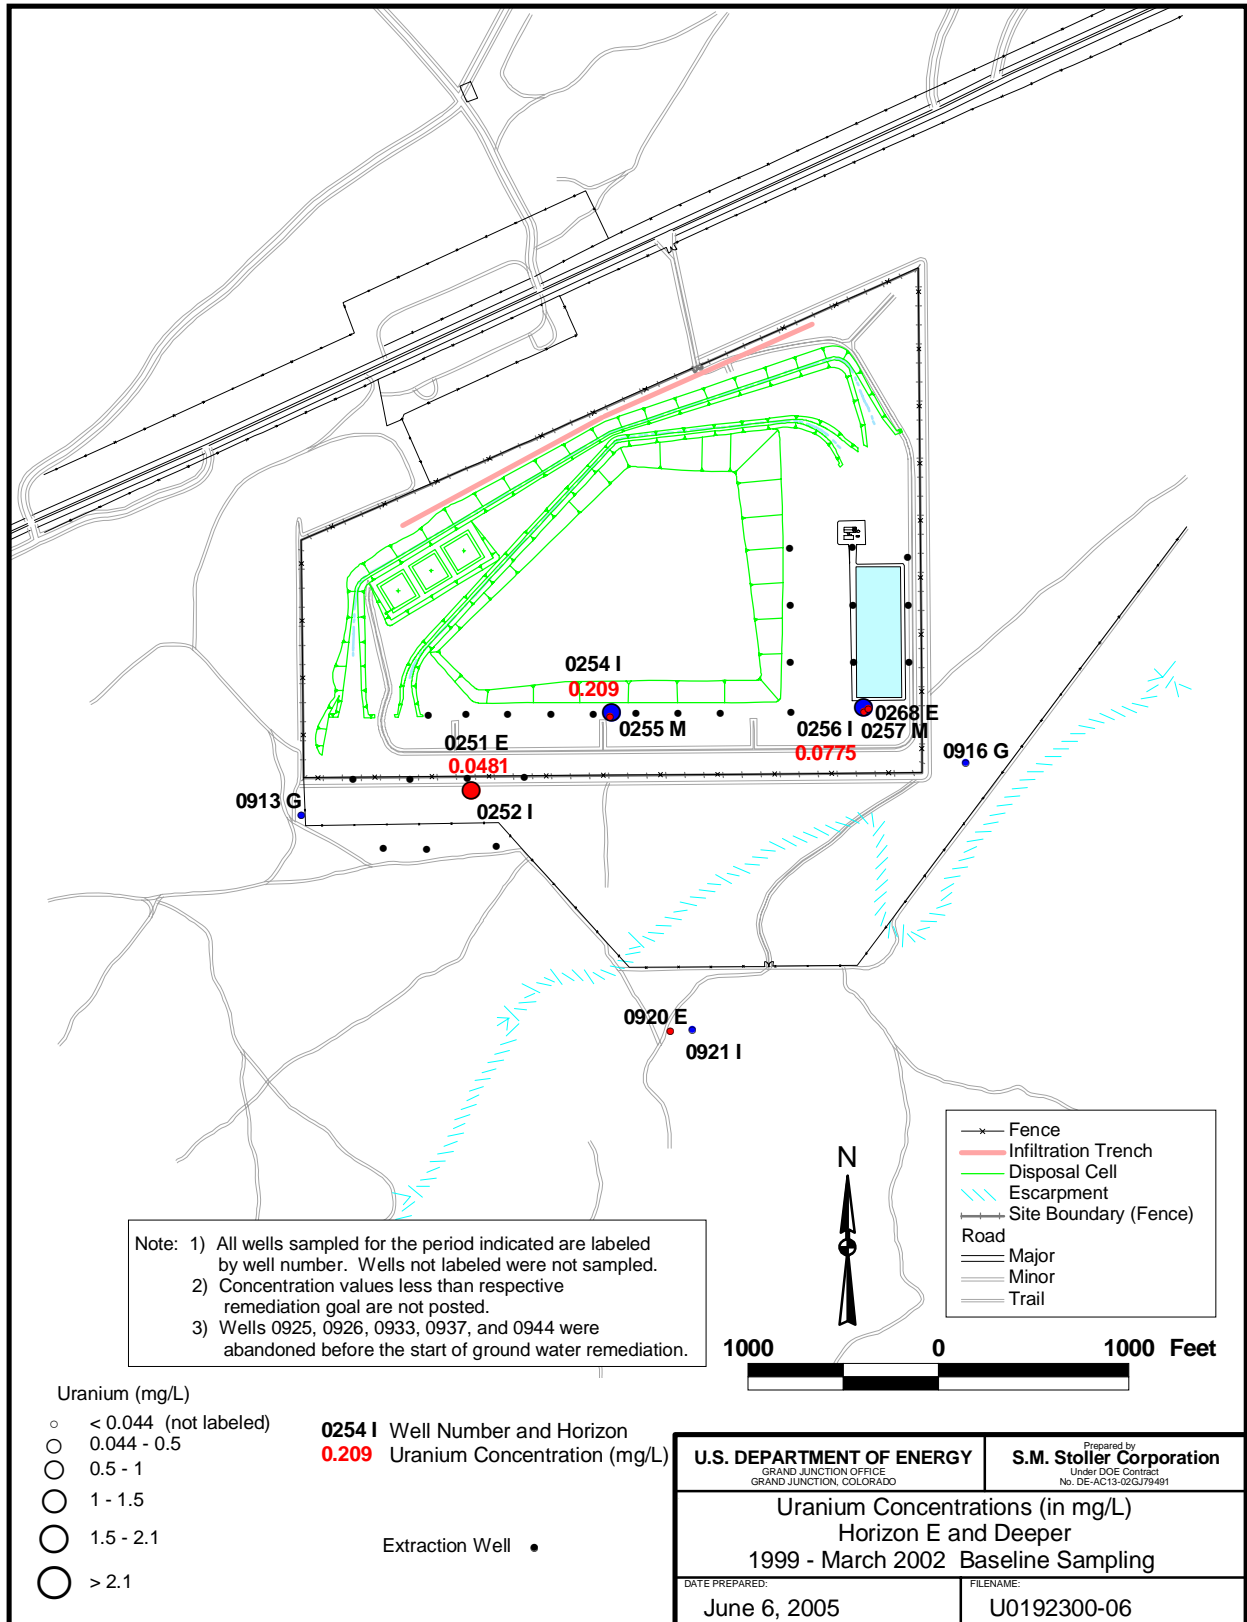 0254 I
0.209
0255 M
0268 E
0256 I
0257 M
0.0775
0251 E
0.0481
0252 I
0916 G
0913 G
0920 E
0921 I
Fence
Infiltration Trench
Disposal Cell
Escarpment
Site Boundary (Fence)
Road
Major
Minor
Trail
N
Note: 1) All wells sampled for the period indicated are labeled
by well number. Wells not labeled were not sampled.
2) Concentration values less than respective
remediation goal are not posted.
3) Wells 0925, 0926, 0933, 0937, and 0944 were
abandoned before the start of ground water remediation.
1000 0 1000 Feet
Uranium (mg/L)
< 0.044 (not labeled)
0.044 - 0.5
0.5 - 1
1 - 1.5
1.5 - 2.1
> 2.1
0254 I Well Number and Horizon
0.209 Uranium Concentration (mg/L)
Extraction Well
U.S. DEPARTMENT OF ENERGY
GRAND JUNCTION OFFICE
GRAND JUNCTION, COLORADO
Prepared by
S.M. Stoller Corporation
Under DOE Contract
No. DE-AC13-02GJ79491
Uranium Concentrations (in mg/L)
Horizon E and Deeper
1999 - March 2002 Baseline Sampling
DATE PREPARED:
June 6, 2005
FILENAME:
U0192300-06